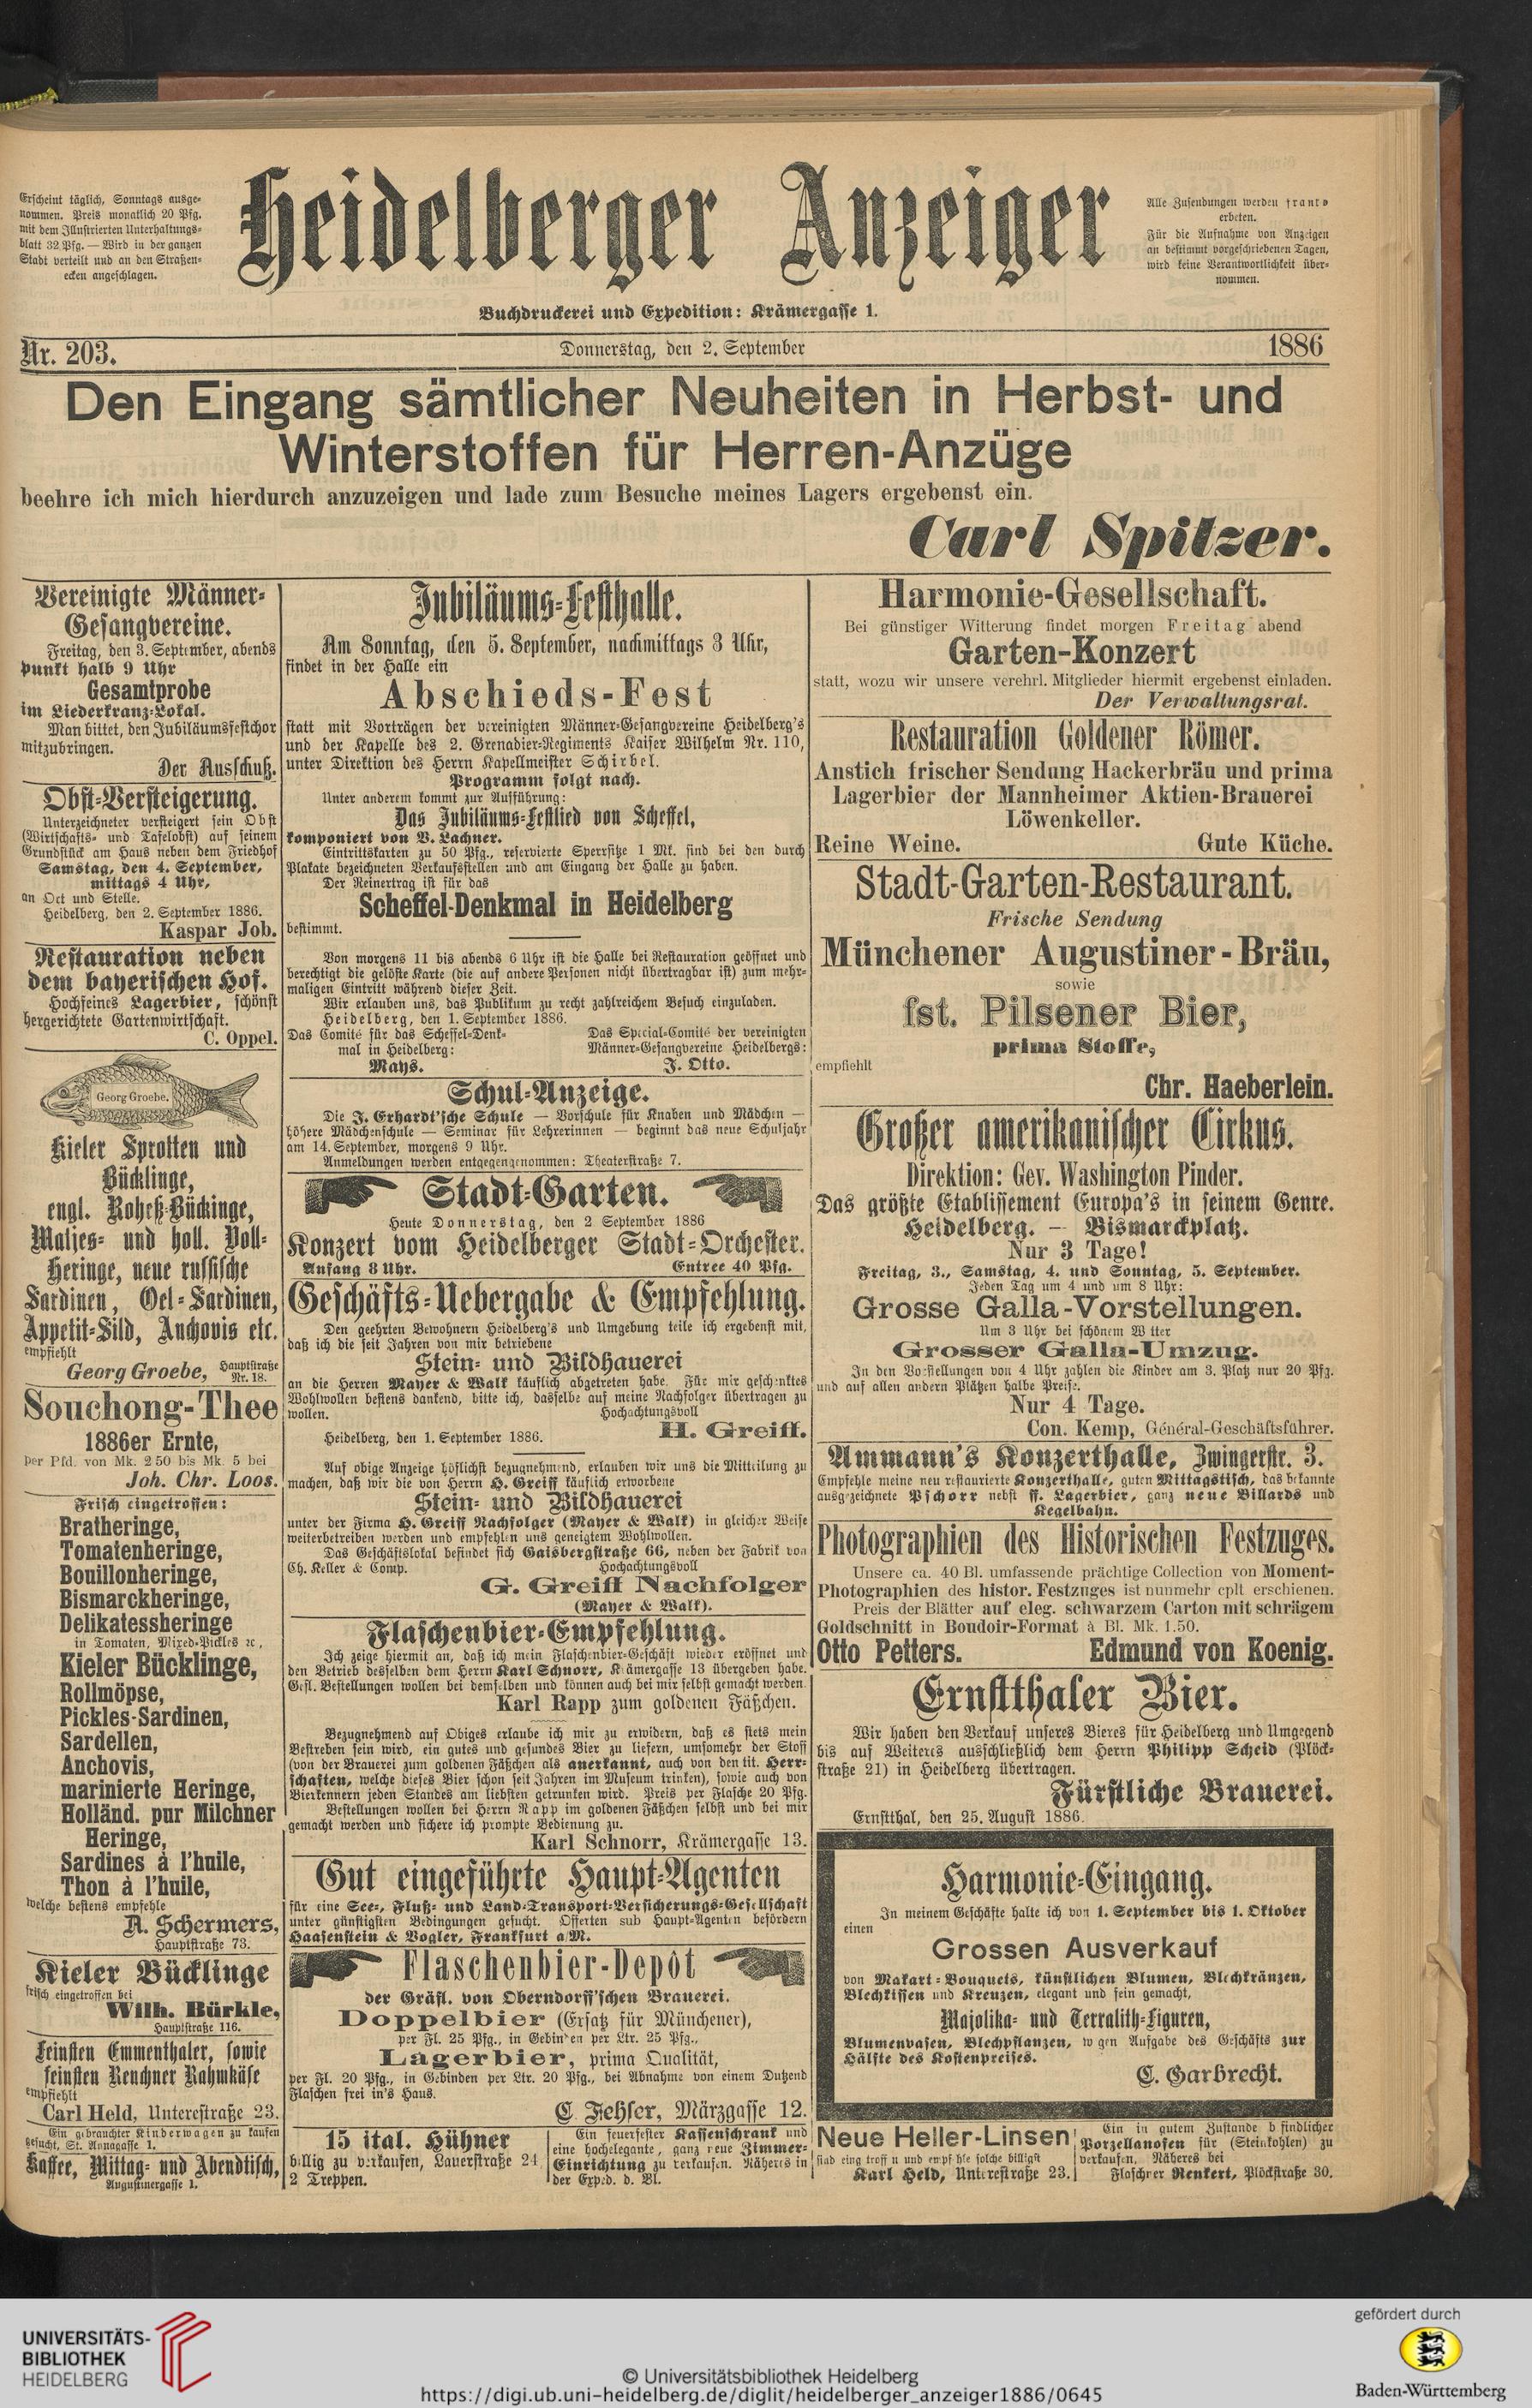 Erscheint täglich, Sonntags ausge-
nommen. Preis monatlich 20 Pfg.
mit dem Illustrierten Unterhaltungs-
blatt 32 Pfg. — Wird in der ganzen
Stadt verteilt und an den Straßen-
ecken angeschlagen.
Heidelberger Anzeiger
Alle Zusendungen werden franko
erbeten.
Für die Aufnahme von Anzeigen
an bestimmt vorgeschriebenen Tagen,
wird keine Verantwortlichkeit über-
nommen.
Buchdruckerei und Expedition: Krämergasse 1.
Nr. 203.
Donnerstag, den 2. September
1886
Den Eingang sämtlicher Neuheiten in Herbst- und
Winterstoffen für Herren-Anzüge
beehre ich mich hierdurch anzuzeigen und lade zum Besuche meines Lagers ergebenst ein.
Carl Spitzer.
Vereinigte Männer-
Gesangvereine.
Freitag, den 3. September, abends
punkt halb 9 Uhr
Gesamtprobe
im Liederkranz-Lokal.
Man bittet, den Jubiläumsfestchor
mitzubringen.
Der Ausschuß.
Obst-Versteigerung.
Unterzeichneter versteigert sein Obst
(Wirtschafts- und Tafelobst) auf seinem
Grundstück am Haus neben dem Friedhof
Samstag, den 4. September,
mittags 4 Uhr,
an Ort und Stelle.
Heidelberg, den 2. September 1886.
Kaspar Job.
Restauration neben
dem bayerischen Hof.
Hochfeines Lagerbier, schönst
hergerichtete Gartenwirtschaft.
C. Oppel.
Georg Groebe.
Kieler Sprotten und
Bücklinge,
engl. Roheß-Bückinge,
Matjes- und holl. Voll-
Heringe, neue russische
Sardinen, Oel-Sardinen,
Appetit-Sild, Anchovis etc.
empfiehlt
Georg Groebe, Hauptstraße Nr. 18.
Souchong-Thee
1886er Ernte,
per Pfd. von Mk. 2 50 bis Mk. 5 bei
Joh. Chr. Loos.
Frisch eingetroffen:
Bratheringe,
Tomatenheringe,
Bouillonheringe,
Bismarckheringe,
Delikatessheringe
in Tomaten, Mixed-Pickles ꝛc,
Kieler Bücklinge,
Rollmöpse,
Pickles-Sardinen,
Sardellen,
Anchovis,
marinierte Heringe,
Holländ. pur Milchner
Heringe,
Sardines à l'huile,
Thon à l'huile,
welche bestens empfehle
A. Schermers,
Hauptstraße 73.
Kieler Bücklinge
frisch eingetroffen bei
Wilh. Bürkle,
Hauptstraße 116.
Feinsten Emmenthaler, sowie
feinsten Renchner Rahmkäse
empfiehlt
Carl Held, Unterestraße 23.
Ein gebrauchter Kinderwagen zu kaufen
gesucht, St. Annagasse 1.
Kaffee, Mittag- und Abendtisch,
Augustinergasse 1.
Jubiläums-Festhalle.
Am Sonntag, den 5. September, nachmittags 3 Uhr,
findet in der Halle ein
Abschieds-Fest
statt mit Vorträgen der vereinigten Männer-Gesangvereine Heidelberg's
und der Kapelle des 2. Grenadier-Regiments Kaiser Wilhelm Nr. 110,
unter Direktion des Herrn Kapellmeister Schirbel.
Programm folgt nach.
Unter anderem kommt zur Aufführung:
Das Jubiläums-Festlied von Scheffel,
komponiert von V. Lachner.
Eintrittskarten zu 50 Pfg., reservierte Sperrsitze 1 Mk. sind bei den durch
Plakate bezeichneten Verkaufsstellen und am Eingang der Halle zu haben.
Der Reinertrag ist für das
Scheffel-Denkmal in Heidelberg
bestimmt.
Von morgens 11 bis abends 6 Uhr ist die Halle bei Restauration geöffnet und
berechtigt die gelöste Karte (die auf andere Personen nicht übertragbar ist) zum mehr-
maligen Eintritt während dieser Zeit.
Wir erlauben uns, das Publikum zu recht zahlreichem Besuch einzuladen.
Heidelberg, den 1. September 1886.
Das Comité für das Scheffel-Denk-
mal in Heidelberg:
Mays.
Das Special-Comité der vereinigten
Männer-Gesangvereine Heidelbergs:
J. Otto.
Schul-Anzeige.
Die J. Erhardt'sche Schule — Vorschule für Knaben und Mädchen —
höhere Mädchenschule — Seminar für Lehrerinnen — beginnt das neue Schuljahr
am 14. September, morgens 9 Uhr.
Anmeldungen werden entgegengenommen: Theaterstraße 7.
Stadt-Garten.
Heute Donnerstag, den 2 September 1886
Konzert vom Heidelberger Stadt-Orchester.
Anfang 8 Uhr.
Entree 40 Pfg.
Geschäfts-Uebergabe & Empfehlung.
Den geehrten Bewohnern Heidelberg's und Umgebung teile ich ergebenst mit,
daß ich die seit Jahren von mir betriebene
Stein- und Bildhauerei
an die Herren Mayer & Walk käuflich abgetreten habe. Für mir geschenktes
Wohlwollen bestens dankend, bitte ich, dasselbe auf meine Nachfolger übertragen zu
wollen.
Hochachtungsvoll
Heidelberg, den 1. September 1886.
H. Greiff.
Auf obige Anzeige höflichst bezugnehmend, erlauben wir uns die Mitteilung zu
machen, daß wir die von Herrn H. Greiff käuflich erworbene
Stein- und Bildhauerei
unter der Firma H. Greiff Nachfolger (Mayer & Walk) in gleicher Weise
weiterbetreiben werden und empfehlen uns geneigtem Wohlwollen.
Das Geschäftslokal befindet sich Gaisbergstraße 66, neben der Fabrik von
Ch. Keller & Comp.
Hochachtungsvoll
G. Greiff Nachfolger
(Mayer & Walk).
Flaschenbier-Empfehlung.
Ich zeige hiermit an, daß ich mein Flaschenbier-Geschäft wieder eröffnet und
den Betrieb desselben dem Herrn Karl Schnorr, Krämergasse 13 übergeben habe.
Gefl. Bestellungen wollen bei demselben und können auch bei mir selbst gemacht werden.
Karl Rapp zum goldenen Fäßchen.
Bezugnehmend auf Obiges erlaube ich mir zu erwidern, daß es stets mein
Bestreben sein wird, ein gutes und gesundes Bier zu liefern, umsomehr der Stoff
(von der Brauerei zum goldenen Fäßchen als anerkannt, auch von den tit. Herr-
schaften, welche dieses Bier schon seit Jahren im Museum trinken), sowie auch von
Bierkennern jeden Standes am liebsten getrunken wird. Preis per Flasche 20 Pfg.
Bestellungen wollen bei Herrn Rapp im goldenen Fäßchen selbst und bei mir
gemacht werden und sichere ich prompte Bedienung zu.
Karl Schnorr, Krämergasse 13.
Gut eingeführte Haupt-Agenten
für eine See-, Fluß- und Land-Transport-Versicherungs-Gesellschaft
unter günstigsten Bedingungen gesucht. Offerten sub Haupt-Agenten befördern
Haasenstein & Vogler, Frankfurt a/M.
Flaschenbier-Depôt
der Gräfl. von Oberndorff'schen Brauerei.
Doppelbier (Ersatz für Münchener),
per Fl. 25 Pfg., in Gebinden per Ltr. 25 Pfg.,
Lagerbier, prima Qualität,
per Fl. 20 Pfg., in Gebinden per Ltr. 20 Pfg., bei Abnahme von einem Dutzend
Flaschen frei in's Haus.
C. Fehser, Märzgasse 12.
15 ital. Hühner
billig zu verkaufen, Lauerstraße 24
2 Treppen.
Ein feuerfester Kassenschrank und
eine hochelegante, ganz neue Zimmer-
Einrichtung zu verkaufen. Näheres in
der Exped. d. Bl.
Harmonie-Gesellschaft.
Bei günstiger Witterung findet morgen Freitag abend
Garten-Konzert
statt, wozu wir unsere verehrl. Mitglieder hiermit ergebenst einladen.
Der Verwaltungsrat.
Restauration Goldener Römer.
Anstich frischer Sendung Hackerbräu und prima
Lagerbier der Mannheimer Aktien-Brauerei
Löwenkeller.
Reine Weine.
Gute Küche.
Stadt-Garten-Restaurant.
Frische Sendung
Münchener Augustiner-Bräu,
sowie
fst. Pilsener Bier,
prima Stoffe,
empfiehlt
Chr. Haeberlein.
Großer amerikanischer Cirkus.
Direktion: Gev. Washington Pinder.
Das größte Etablissement Europa's in seinem Genre.
Heidelberg. — Bismarckplatz.
Nur 3 Tage!
Freitag, 3., Samstag, 4. und Sonntag, 5. September.
Jeden Tag um 4 und um 8 Uhr:
Grosse Galla-Vorstellungen.
Um 3 Uhr bei schönem Wetter
Grosser Galla-Umzug.
In den Vorstellungen von 4 Uhr zahlen die Kinder am 3. Platz nur 20 Pfg.
und auf allen andern Plätzen halbe Preise.
Nur 4 Tage.
Con. Kemp, Général-Geschäftsführer.
Ammann's Konzerthalle, Zwingerstr. 3.
Empfehle meine neu restaurierte Konzerthalle, guten Mittagstisch, das bekannte
ausgezeichnete Pschorr nebst ff. Lagerbier, ganz neue Billards und
Kegelbahn.
Photographien des Historischen Festzuges.
Unsere ca. 40 Bl. umfassende prächtige Collection von Moment-
Photographien des histor. Festzuges ist nunmehr cplt erschienen.
Preis der Blätter auf eleg. schwarzem Carton mit schrägem
Goldschnitt in Boudoir-Format à Bl. Mk. 1.50.
Otto Petters.
Edmund von Koenig.
Ernstthaler Bier.
Wir haben den Verkauf unseres Bieres für Heidelberg und Umgegend
bis auf Weiteres ausschließlich dem Herrn Philipp Scheid (Plöck-
straße 21) in Heidelberg übertragen.
Fürstliche Brauerei.
Ernstthal, den 25. August 1886.
Harmonie-Eingang.
In meinem Geschäfte halte ich von 1. September bis 1. Oktober
einen
Grossen Ausverkauf
von Makart-Bouquets, künstlichen Blumen, Blechkränzen,
Blechkissen und Kreuzen, elegant und fein gemacht,
Majolika- und Terralith-Figuren,
Blumenvasen, Blechpflanzen, wegen Aufgabe des Geschäfts zur
Hälfte des Kostenpreises.
C. Garbrecht.
Neue Heller-Linsen
sind eingetroffen und empfehle solche billigst
Karl Held, Unterestraße 23.
Ein in gutem Zustande befindlicher
Porzellanofen für (Steinkohlen) zu
verkaufen. Näheres bei
Flaschner Renkert, Plöckstraße 30.
UNIVERSITÄTS-
BIBLIOTHEK
HEIDELBERG
© Universitätsbibliothek Heidelberg
https://digi.ub.uni-heidelberg.de/diglit/heidelberger_anzeiger1886/0645
gefördert durch
Baden-Württemberg